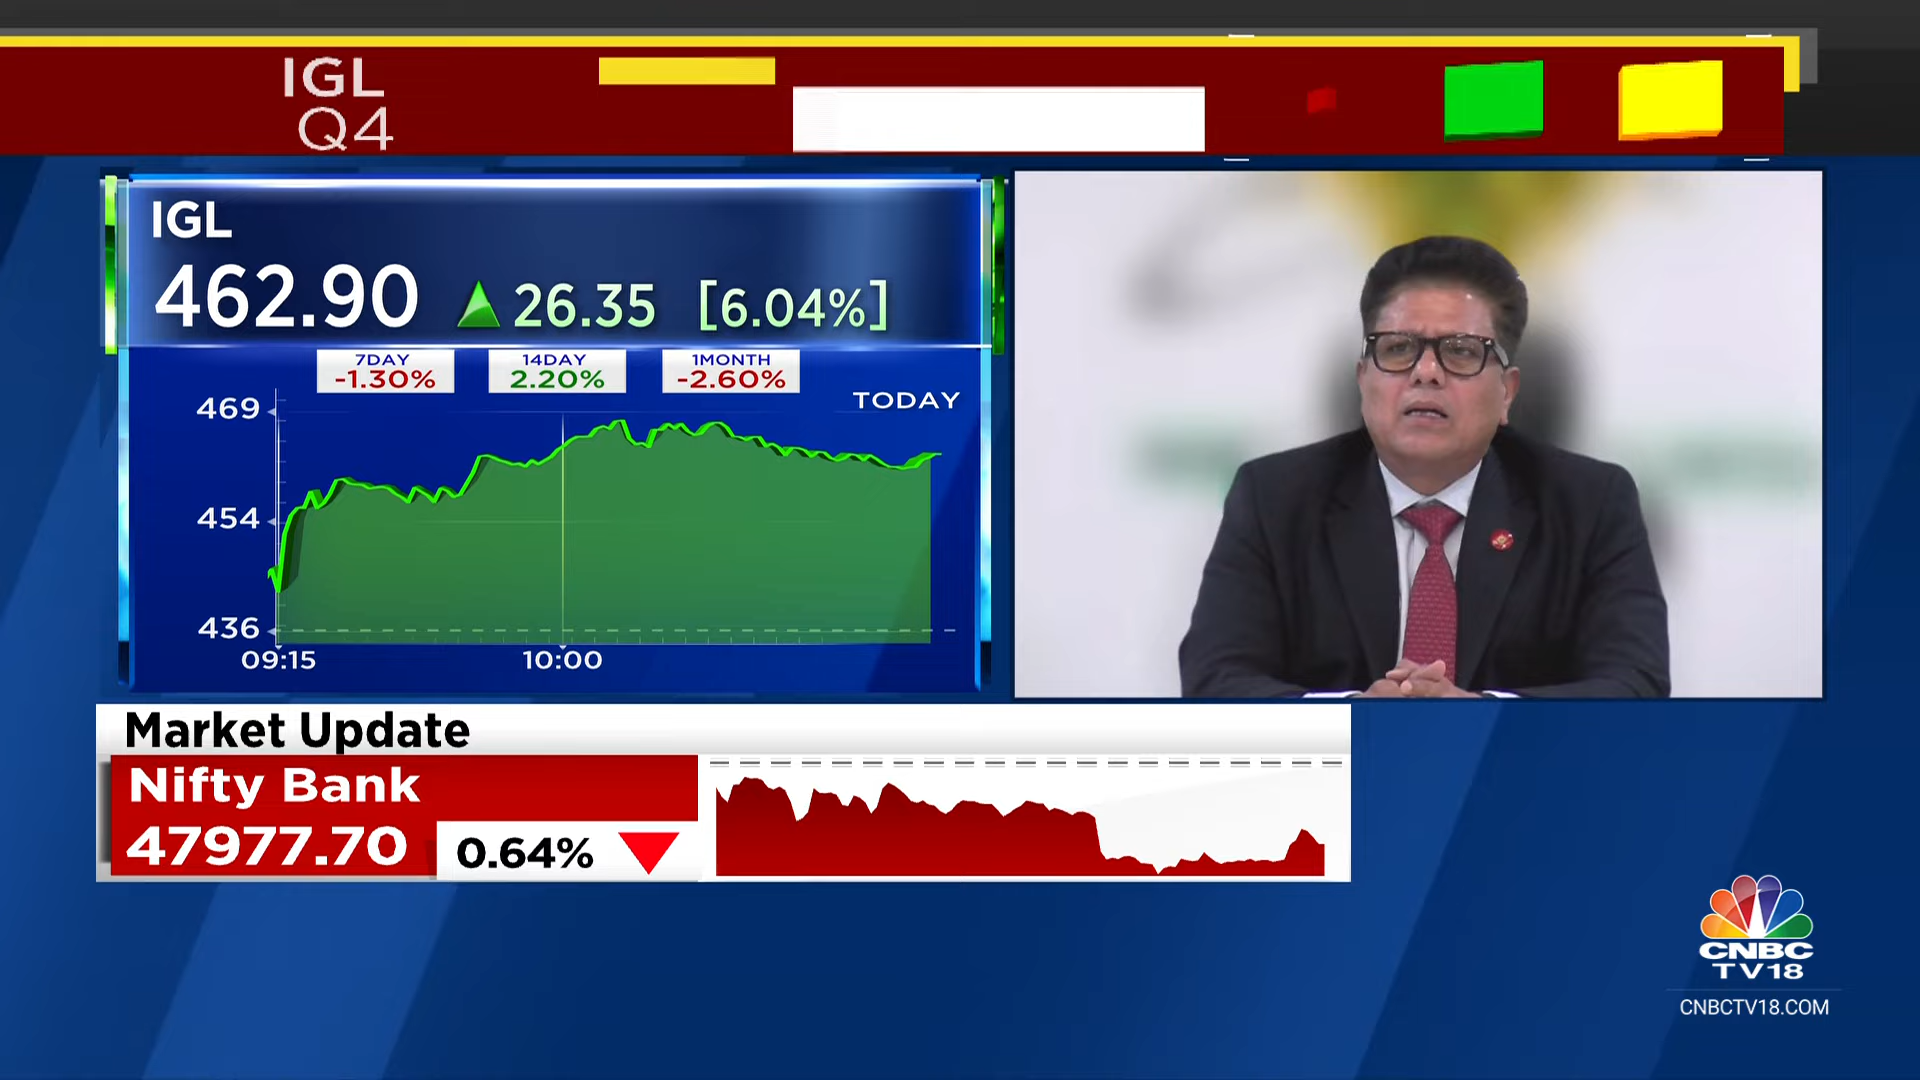 IGL
Q4
IGL
462.90 26.35 [6.04%]
7DAY
-1.30%
14DAY
2.20%
1MONTH
-2.60%
TODAY
469
454
436
09:15 10:00
Market Update
Nifty Bank
47977.70
0.64%
CNBC
TV18
CNBCTV18.COM